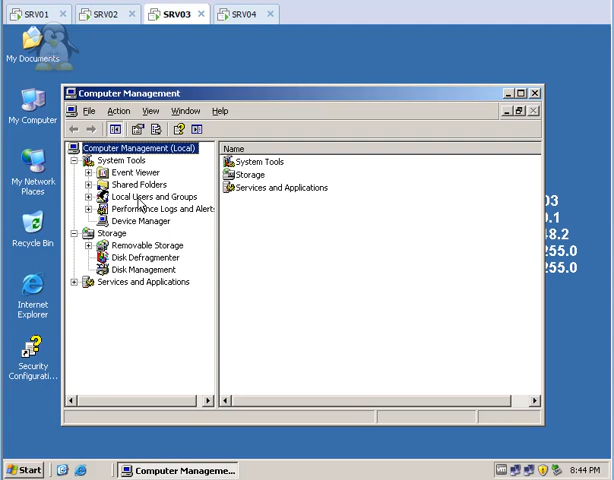 SRV01
SRV02
SRV03
SRV04
My Documents
My Computer
My Network
Places
Recycle Bin
Internet
Explorer
Security
Configurati...
Computer Management
File Action View Window Help
Computer Management (Local)
System Tools
Event Viewer
Shared Folders
Local Users and Groups
Performance Logs and Alerts
Device Manager
Storage
Removable Storage
Disk Defragmenter
Disk Management
Services and Applications
Name
System Tools
Storage
Services and Applications
03
0.1
48.2
255.0
255.0
Start
Computer Manageme...
8:44 PM